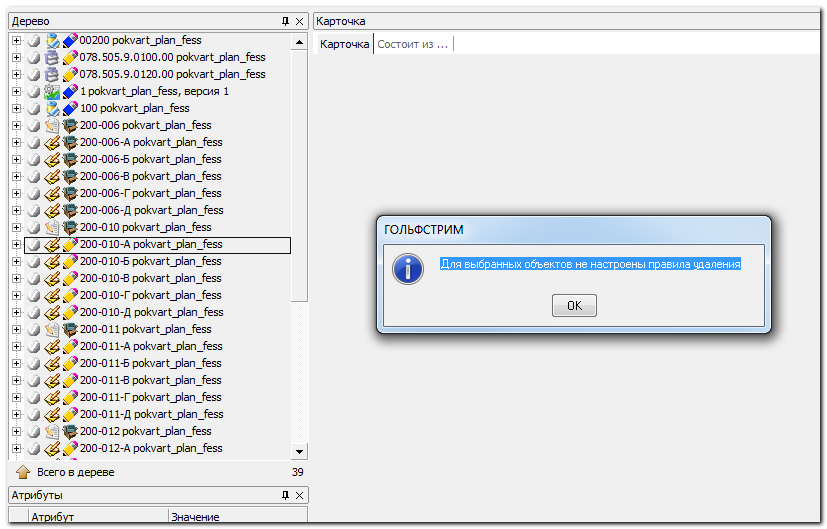 Дерево
00200 pokvart_plan_fess
078.505.9.0100.00 pokvart_plan_fess
078.505.9.0120.00 pokvart_plan_fess
1 pokvart_plan_fess, версия 1
100 pokvart_plan_fess
200-006 pokvart_plan_fess
200-006-А pokvart_plan_fess
200-006-Б pokvart_plan_fess
200-006-В pokvart_plan_fess
200-006-Г pokvart_plan_fess
200-006-Д pokvart_plan_fess
200-010 pokvart_plan_fess
200-010-А pokvart_plan_fess
200-010-Б pokvart_plan_fess
200-010-В pokvart_plan_fess
200-010-Г pokvart_plan_fess
200-010-Д pokvart_plan_fess
200-011 pokvart_plan_fess
200-011-А pokvart_plan_fess
200-011-Б pokvart_plan_fess
200-011-В pokvart_plan_fess
200-011-Г pokvart_plan_fess
200-011-Д pokvart_plan_fess
200-012 pokvart_plan_fess
200-012-А pokvart_plan_fess
Всего в дереве 39
Атрибуты
Атрибут Значение
Карточка
Карточка Состоит из ...
ГОЛЬФСТРИМ
Для выбранных объектов не настроены правила удаления
OK